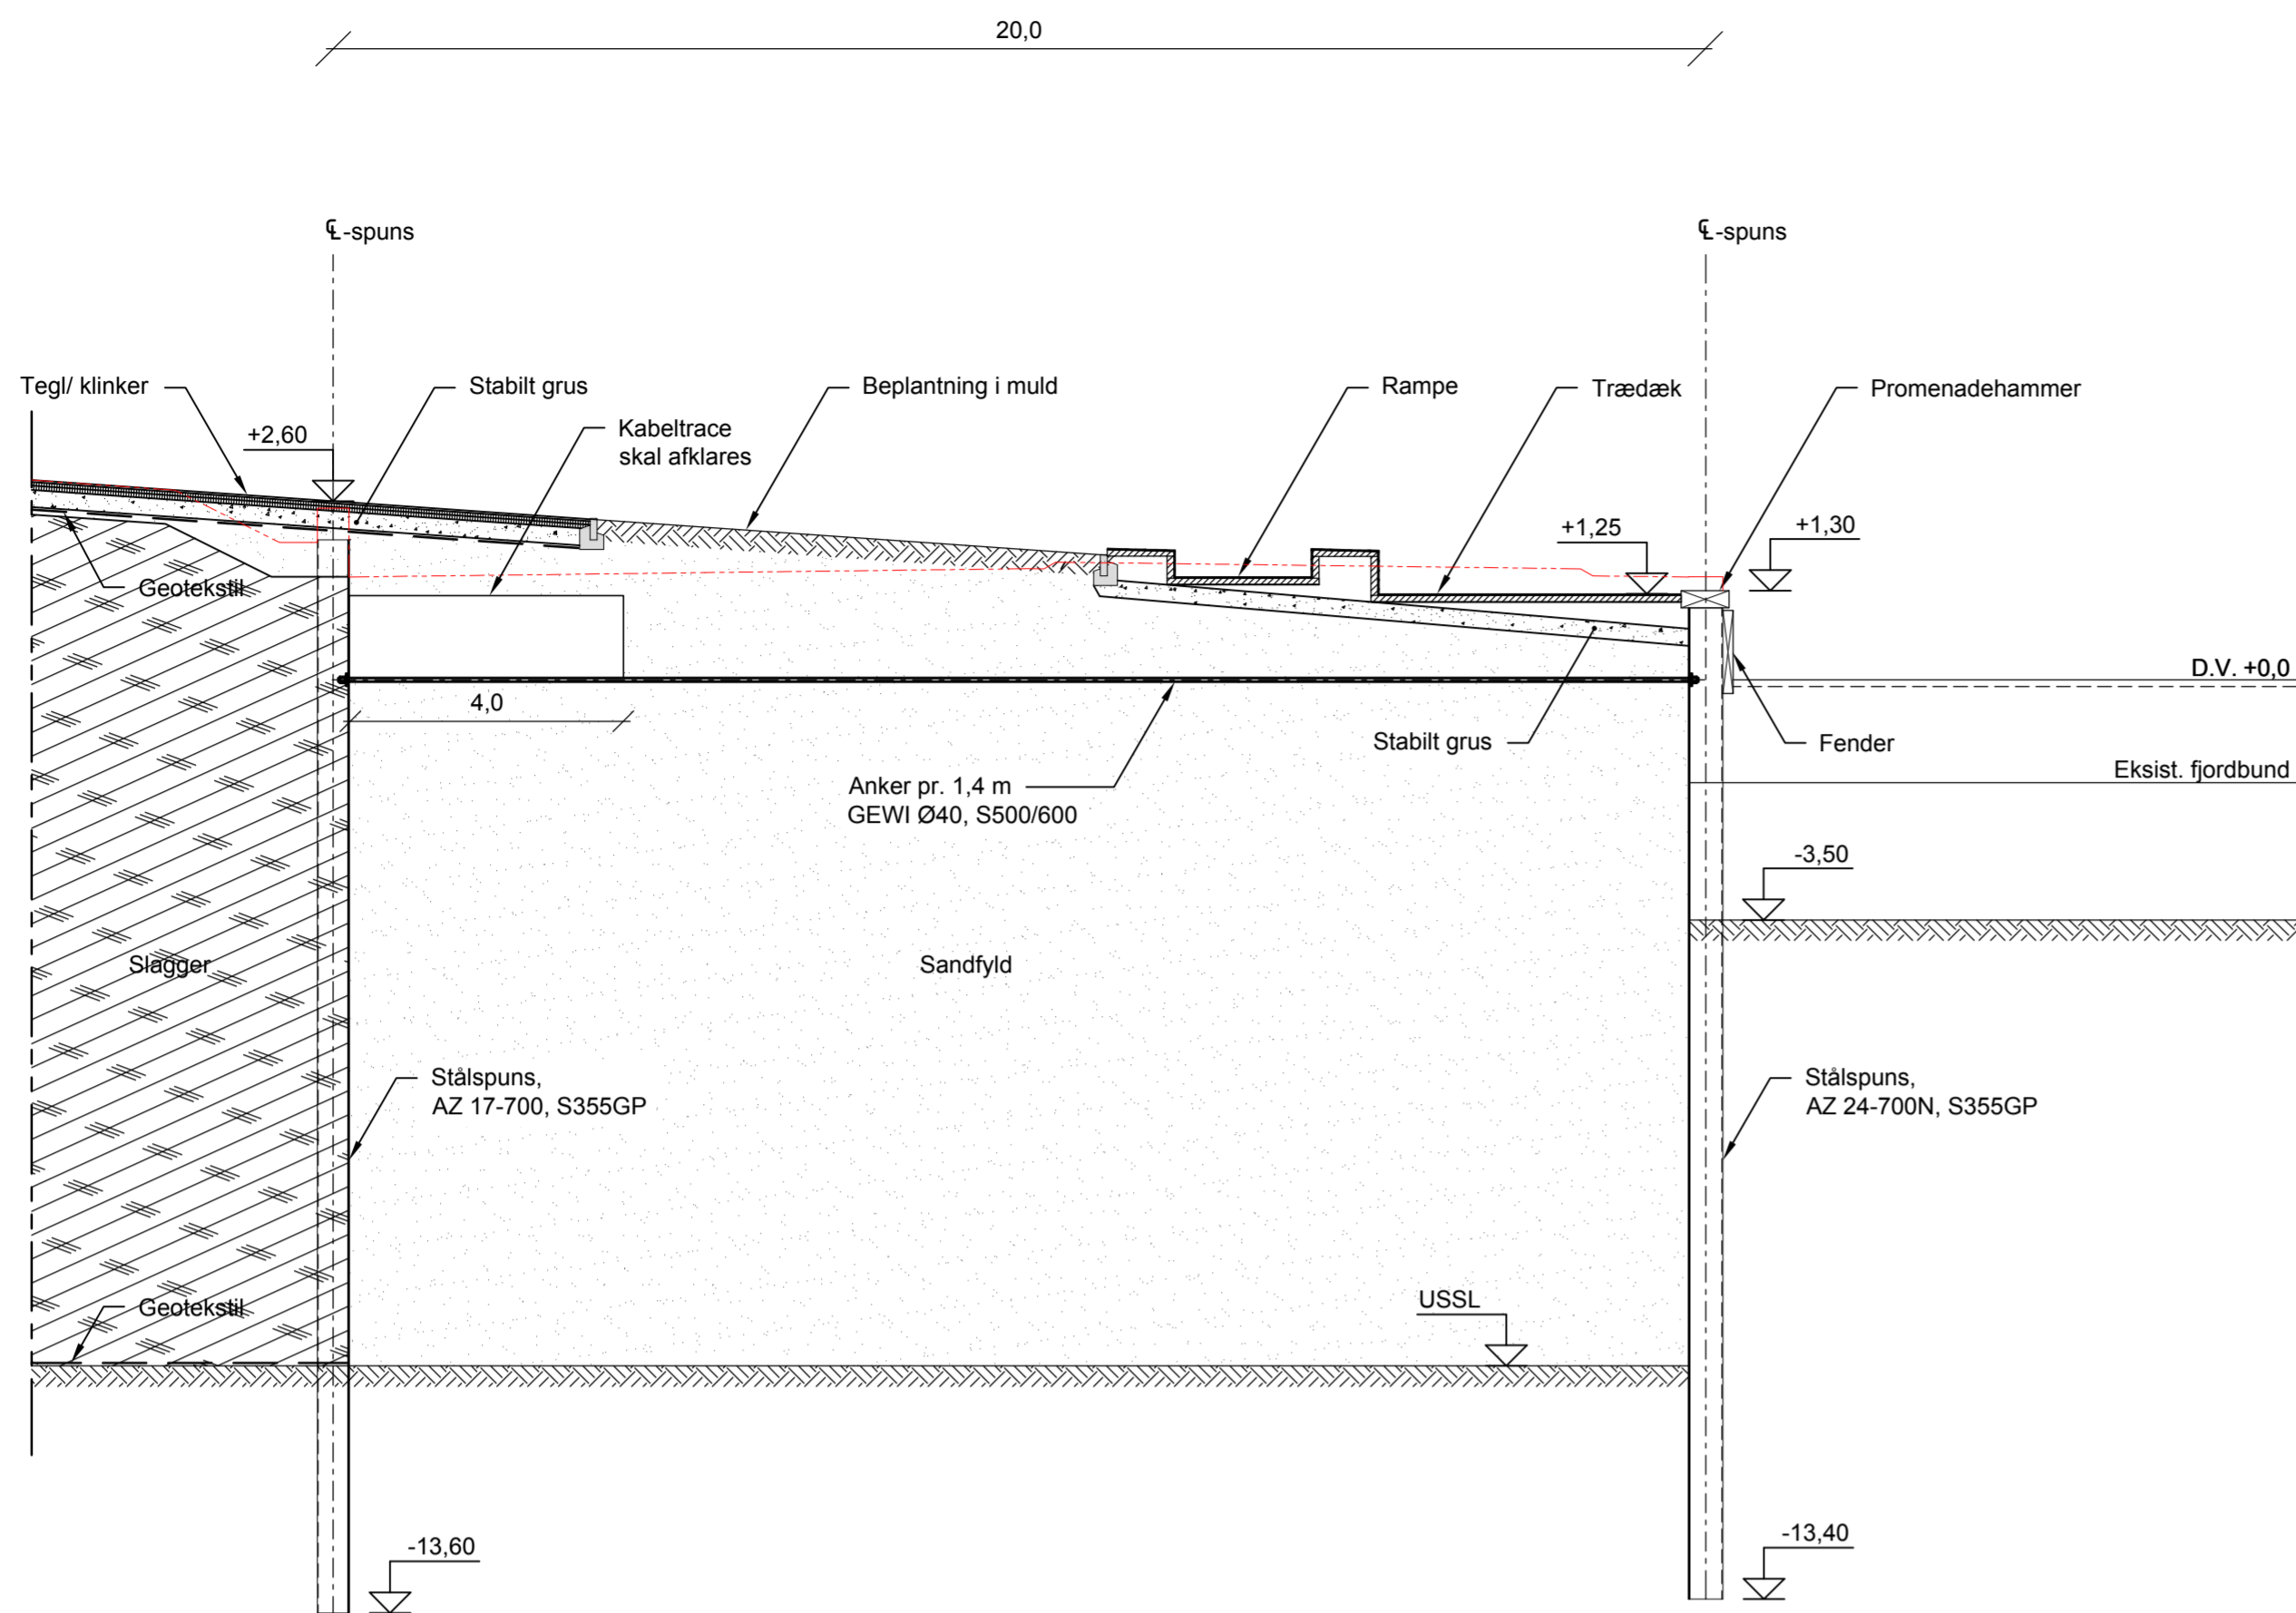 20,0
℄-spuns
℄-spuns
Tegl/ klinker
Stabilt grus
Beplantning i muld
Rampe
Trædæk
Promenadehammer
+2,60
Kabeltrace
skal afklares
+1,25
+1,30
Geotekstil
D.V. +0,0
4,0
Stabilt grus
Fender
Eksist. fjordbund
Anker pr. 1,4 m
GEWI Ø40, S500/600
-3,50
Slagger
Sandfyld
Stålspuns,
AZ 17-700, S355GP
Stålspuns,
AZ 24-700N, S355GP
Geotekstil
USSL
-13,60
-13,40